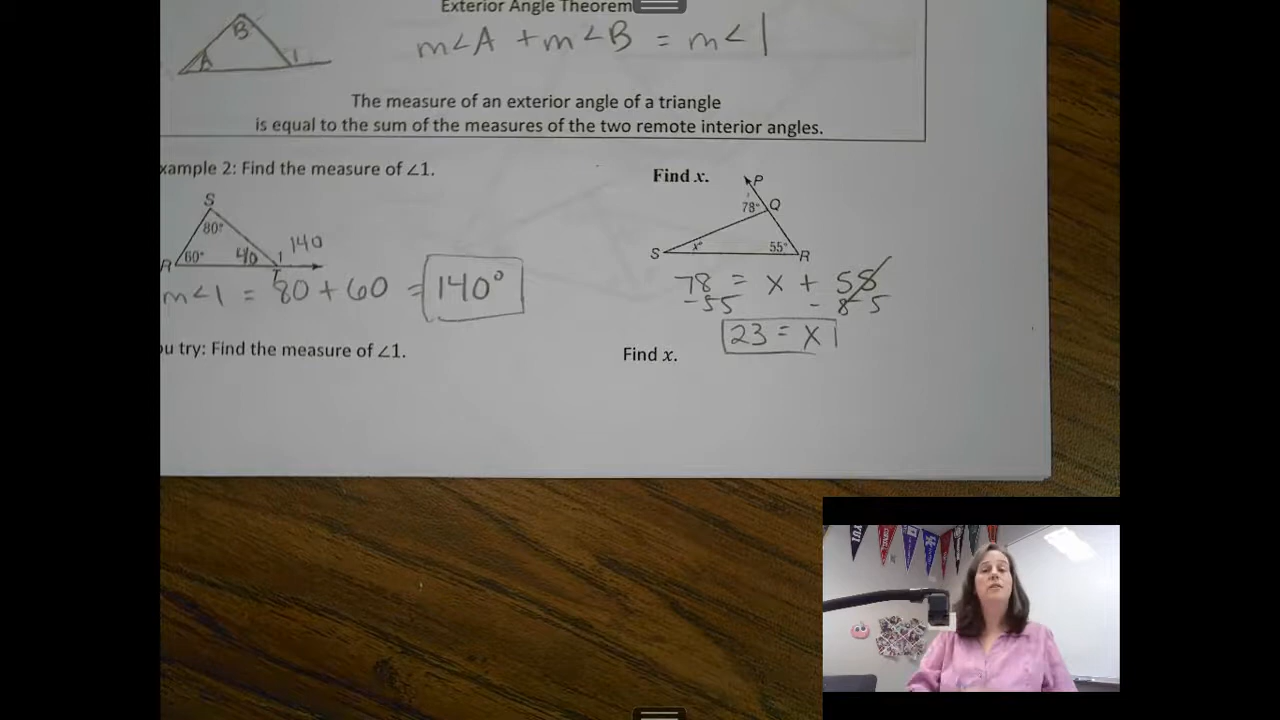 Exterior Angle Theorem
B
A
1
m∠A + m∠B = m∠1
The measure of an exterior angle of a triangle
is equal to the sum of the measures of the two remote interior angles.
xample 2: Find the measure of ∠1.
S
80°
60°
40
1
140
R
T
m∠1 = 80 + 60 = 140°
Find x.
P
78°
Q
S
x°
55°
R
78 = x + 55
-55 - 55
23 = x
ou try: Find the measure of ∠1.
Find x.